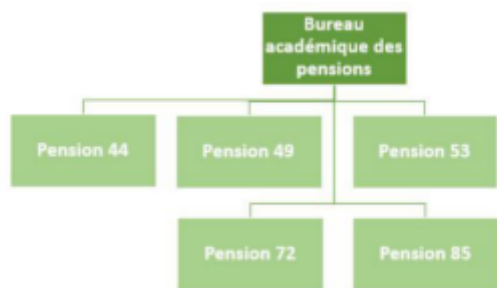 Bureau
académique des
pensions
Pension 44
Pension 49
Pension 53
Pension 72
Pension 85